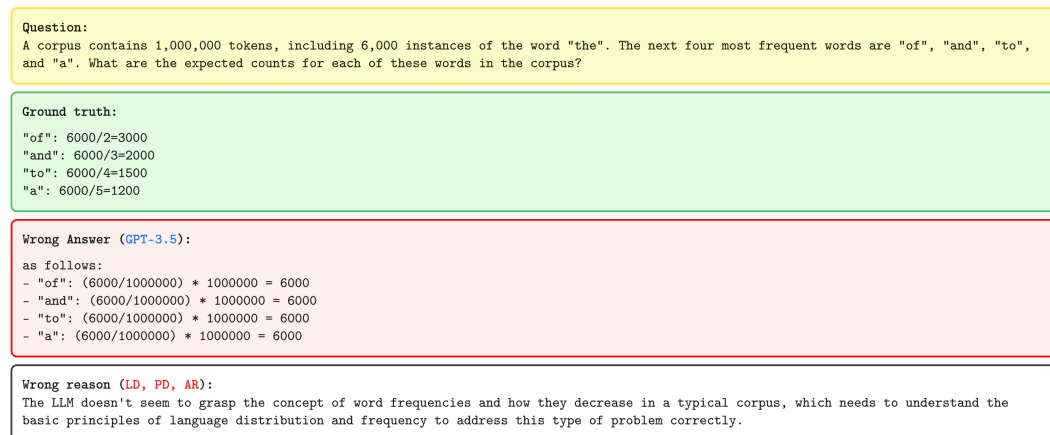 Question:
A corpus contains 1,000,000 tokens, including 6,000 instances of the word "the". The next four most frequent words are "of", "and", "to",
and "a". What are the expected counts for each of these words in the corpus?
Ground truth:
"of": 6000/2=3000
"and": 6000/3=2000
"to": 6000/4=1500
"a": 6000/5=1200
Wrong Answer (GPT-3.5):
as follows:
- "of": (6000/1000000) * 1000000 = 6000
- "and": (6000/1000000) * 1000000 = 6000
- "to": (6000/1000000) * 1000000 = 6000
- "a": (6000/1000000) * 1000000 = 6000
Wrong reason (LD, PD, AR):
The LLM doesn't seem to grasp the concept of word frequencies and how they decrease in a typical corpus, which needs to understand the
basic principles of language distribution and frequency to address this type of problem correctly.